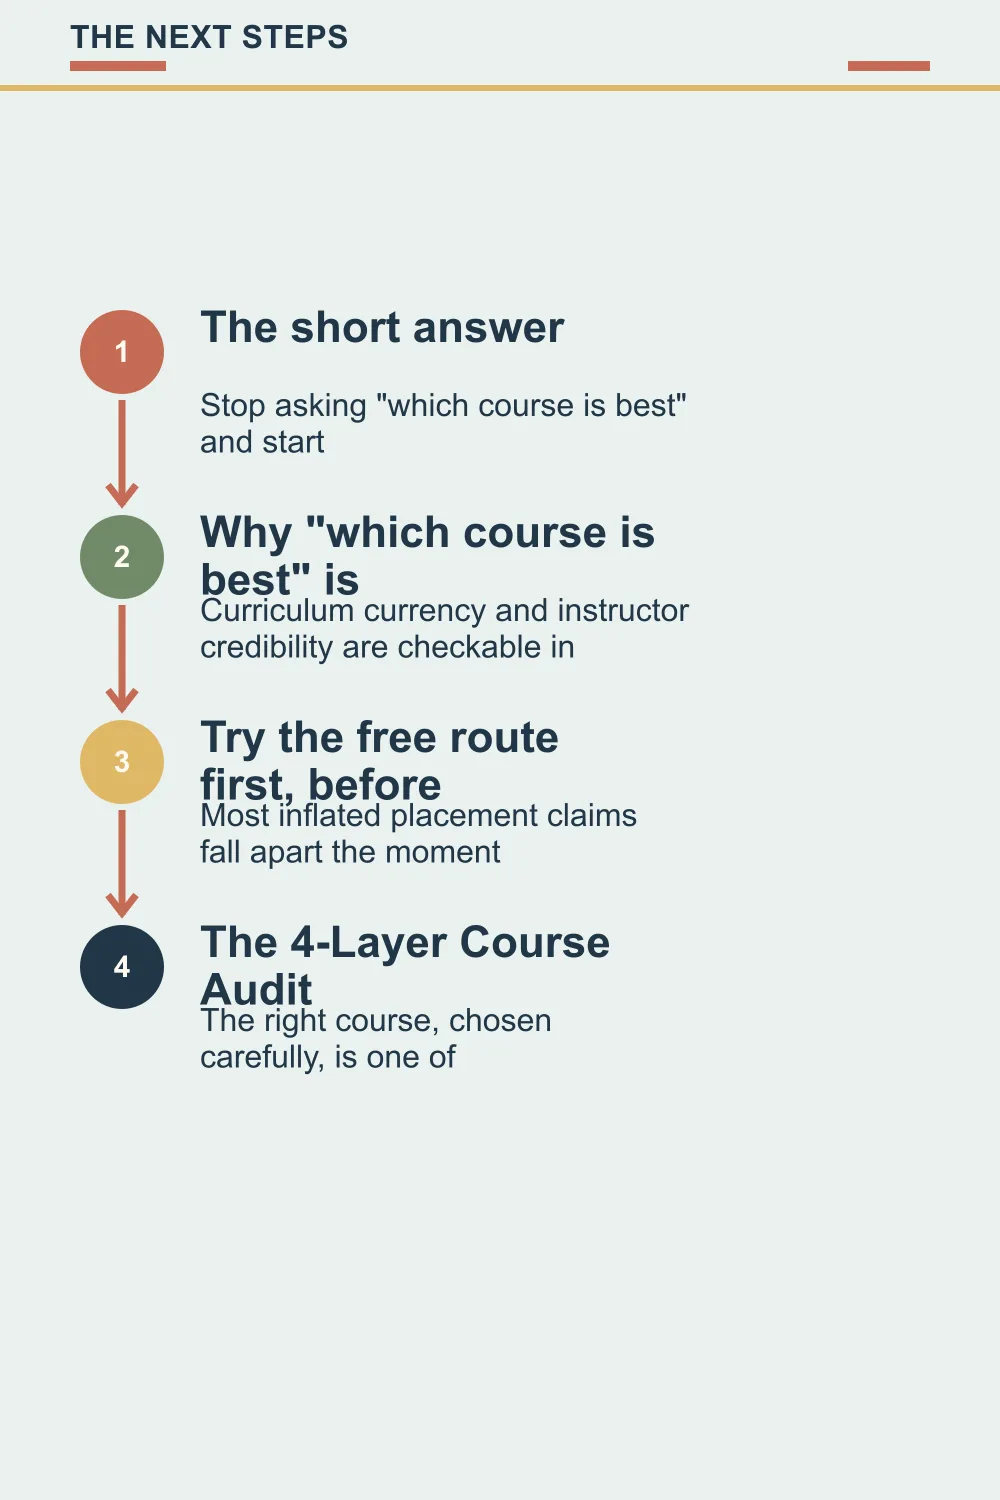 THE NEXT STEPS
1
The short answer
Stop asking "which course is best"
and start
2
Why "which course is
best" is
Curriculum currency and instructor
credibility are checkable in
3
Try the free route
first, before
Most inflated placement claims
fall apart the moment
4
The 4-Layer Course
Audit
The right course, chosen
carefully, is one of